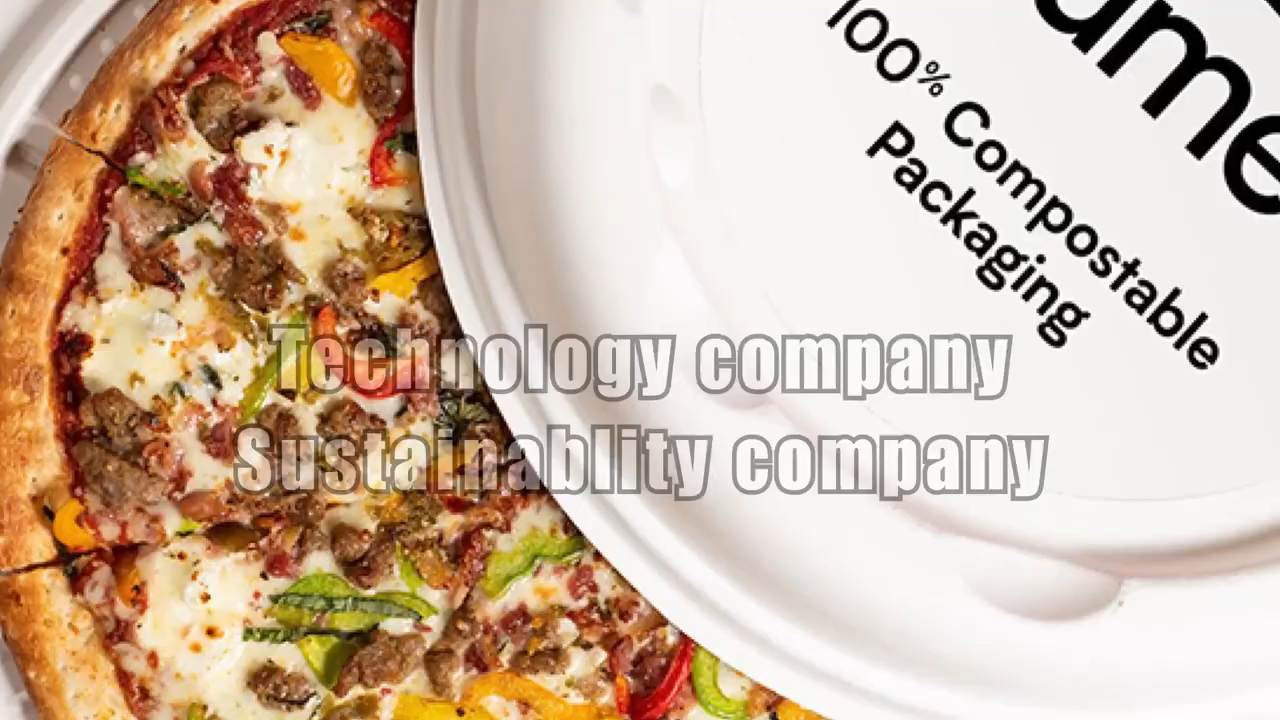 ume
100% Compostable
Packaging
Technology company
Sustainablity company